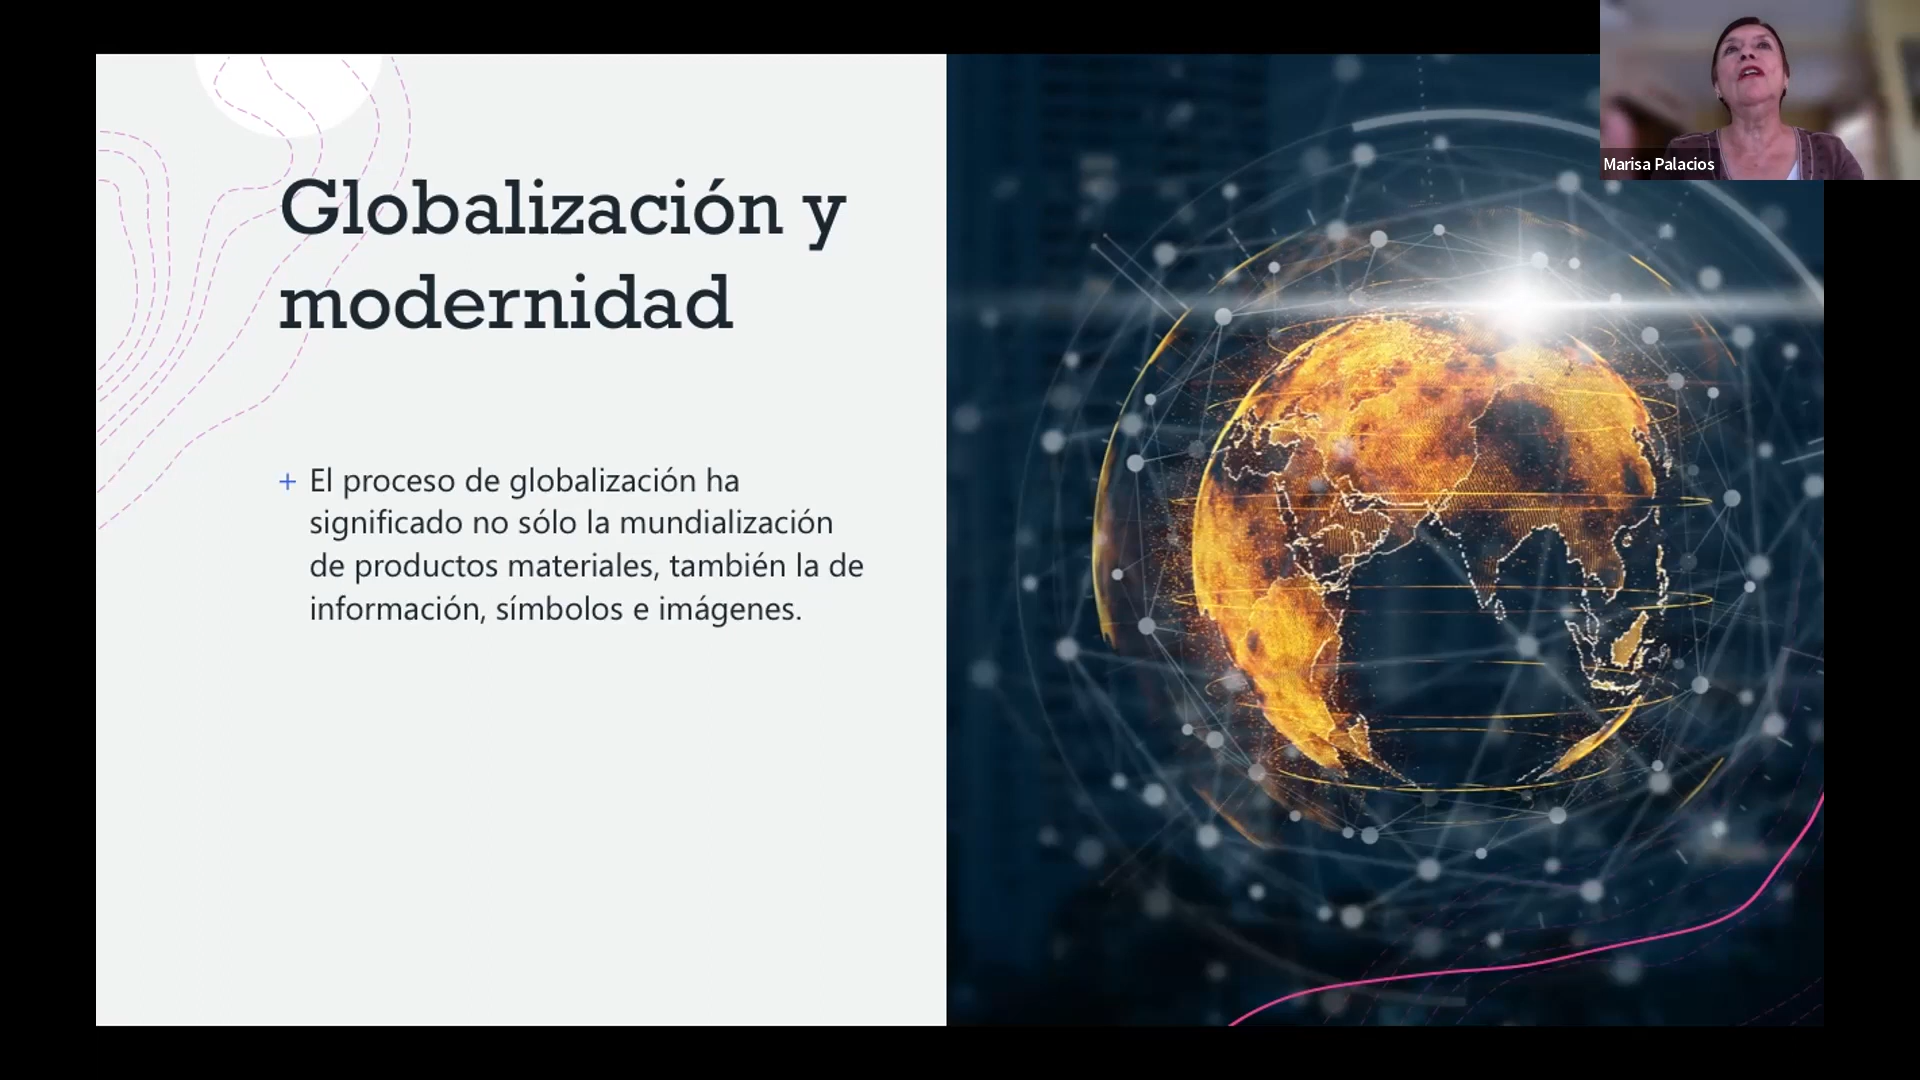 Globalización y
modernidad
+ El proceso de globalización ha
significado no sólo la mundialización
de productos materiales, también la de
información, símbolos e imágenes.
Marisa Palacios